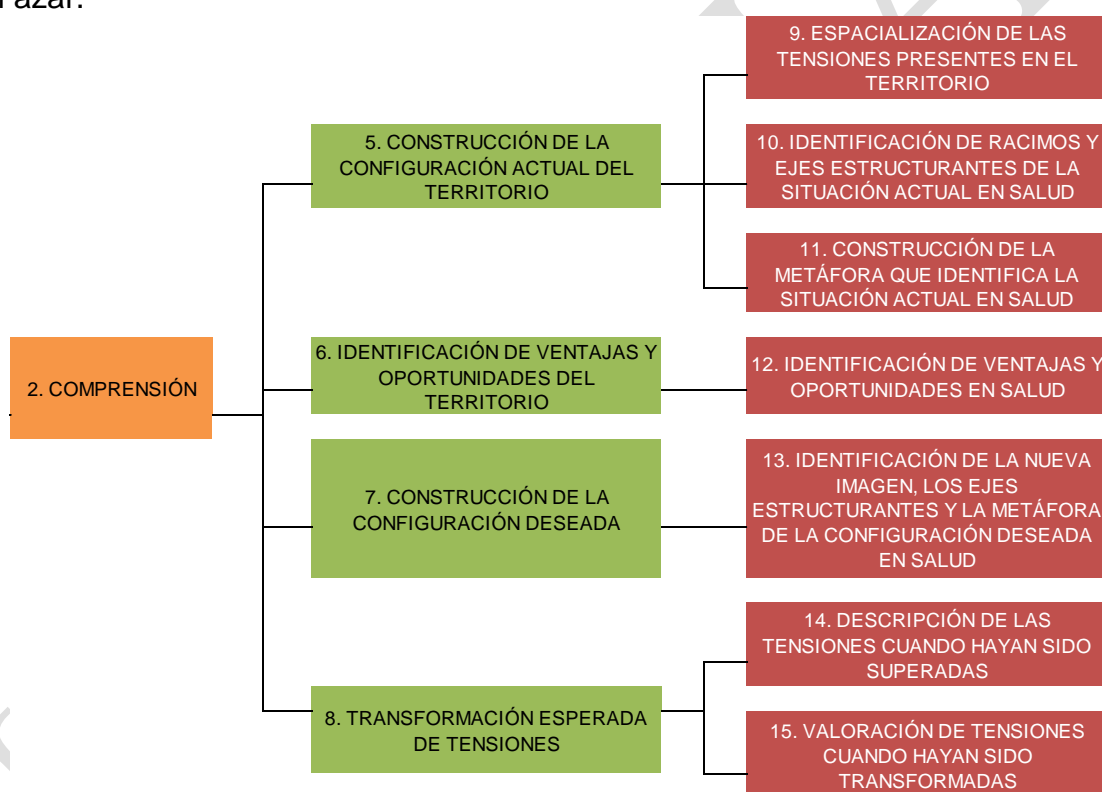 azar.
9. ESPACIALIZACIÓN DE LAS
TENSIONES PRESENTES EN EL
TERRITORIO
5. CONSTRUCCIÓN DE LA
CONFIGURACIÓN ACTUAL DEL
TERRITORIO
10. IDENTIFICACIÓN DE RACIMOS Y
EJES ESTRUCTURANTES DE LA
SITUACIÓN ACTUAL EN SALUD
11. CONSTRUCCIÓN DE LA
METÁFORA QUE IDENTIFICA LA
SITUACIÓN ACTUAL EN SALUD
2. COMPRENSIÓN
6. IDENTIFICACIÓN DE VENTAJAS Y
OPORTUNIDADES DEL
TERRITORIO
12. IDENTIFICACIÓN DE VENTAJAS Y
OPORTUNIDADES EN SALUD
7. CONSTRUCCIÓN DE LA
CONFIGURACIÓN DESEADA
13. IDENTIFICACIÓN DE LA NUEVA
IMAGEN, LOS EJES
ESTRUCTURANTES Y LA METÁFORA
DE LA CONFIGURACIÓN DESEADA
EN SALUD
8. TRANSFORMACIÓN ESPERADA
DE TENSIONES
14. DESCRIPCIÓN DE LAS
TENSIONES CUANDO HAYAN SIDO
SUPERADAS
15. VALORACIÓN DE TENSIONES
CUANDO HAYAN SIDO
TRANSFORMADAS